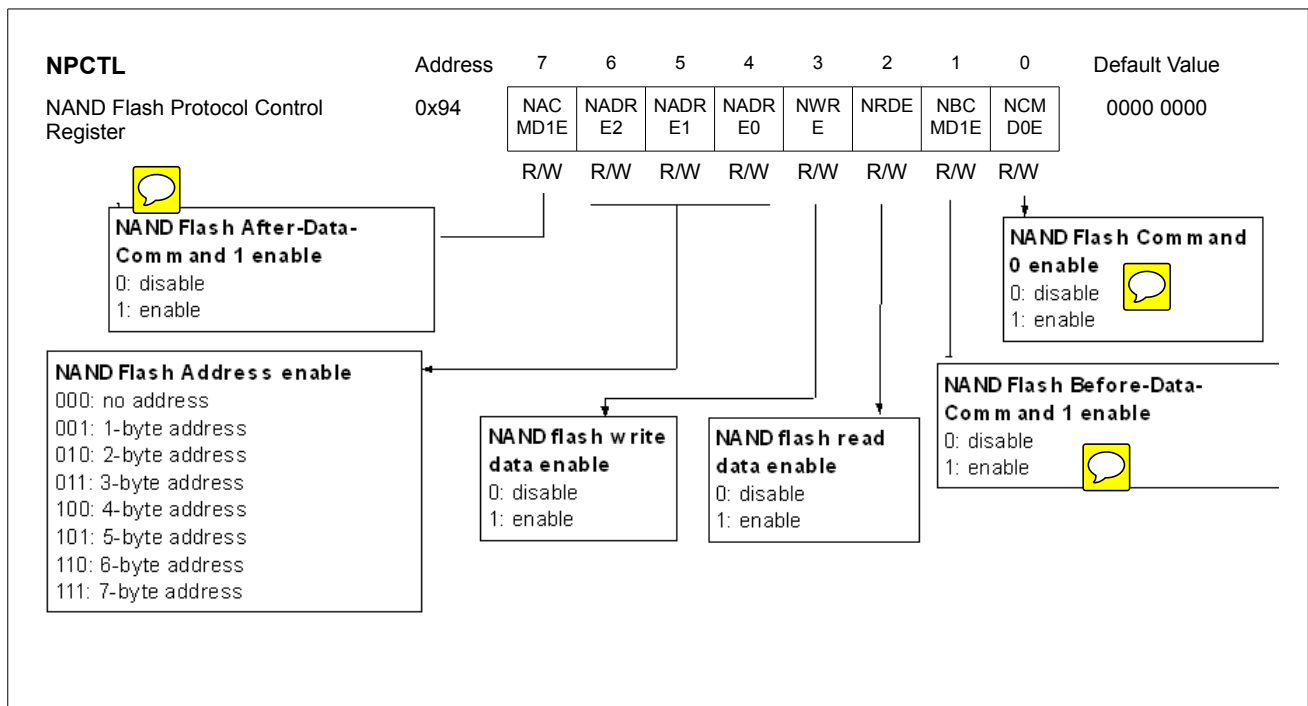 NPCTL Address 7 6 5 4 3 2 1 0 Default Value
NAND Flash Protocol Control
Register
0x94
NAC
MD1E
NADR
E2
NADR
E1
NADR
E0
NWR
E
NRDE
NBC
MD1E
NCM
D0E
0000 0000
R/W R/W R/W R/W R/W R/W R/W R/W
NAND Flash After-Data-
Command 1 enable
0: disable
1: enable
NAND Flash Command
0 enable
0: disable
1: enable
NAND Flash Address enable
000: no address
001: 1-byte address
010: 2-byte address
011: 3-byte address
100: 4-byte address
101: 5-byte address
110: 6-byte address
111: 7-byte address
NAND flash write
data enable
0: disable
1: enable
NAND flash read
data enable
0: disable
1: enable
NAND Flash Before-Data-
Command 1 enable
0: disable
1: enable